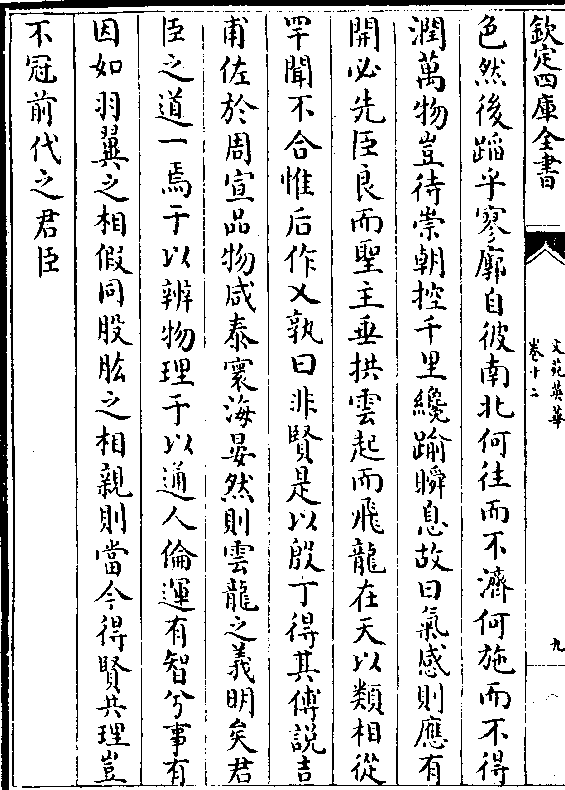 欽定四庫全書
文苑英華
卷十二
九
色然後蹈乎寥廓自彼南北何往而不濟何施而不得
潤萬物豈待崇朝控千里纔踰瞬息故曰氣感則應有
開必先臣良而聖主垂拱雲起而飛龍在天以類相從
罕聞不合惟后作乂孰曰非賢是以殷丁得其傅説吉
甫佐於周宣品物咸泰寰海晏然則雲龍之義明矣君
臣之道一焉于以辨物理于以通人倫運有智兮事有
因如羽翼之相假同股肱之相親則當今得賢共理豈
不冠前代之君臣